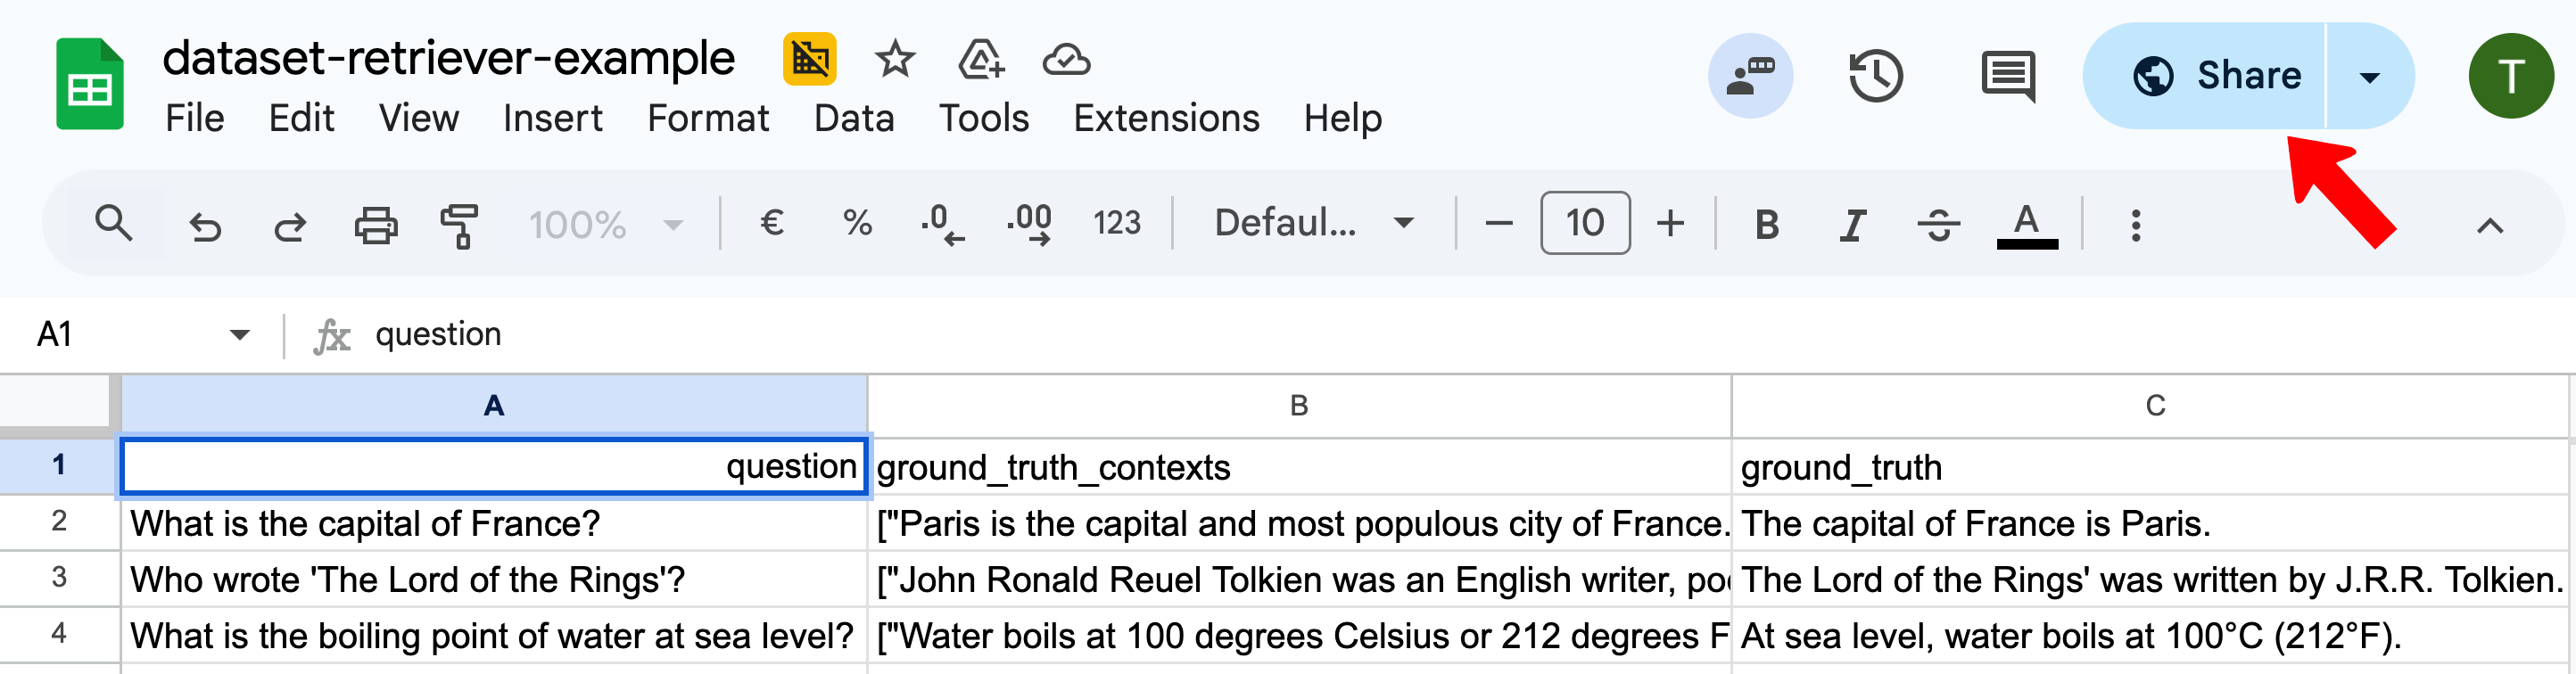 dataset-retriever-example
File Edit View Insert Format Data Tools Extensions Help
Share
T
100% € % .0 .00 123 Defaul... 10 B I S A
A1 fx question
A B C
1 question ground_truth_contexts ground_truth
2 What is the capital of France? ["Paris is the capital and most populous city of France. The capital of France is Paris.
3 Who wrote 'The Lord of the Rings'? ["John Ronald Reuel Tolkien was an English writer, The Lord of the Rings' was written by J.R.R. Tolkien.
4 What is the boiling point of water at sea level? ["Water boils at 100 degrees Celsius or 212 degrees F At sea level, water boils at 100°C (212°F).